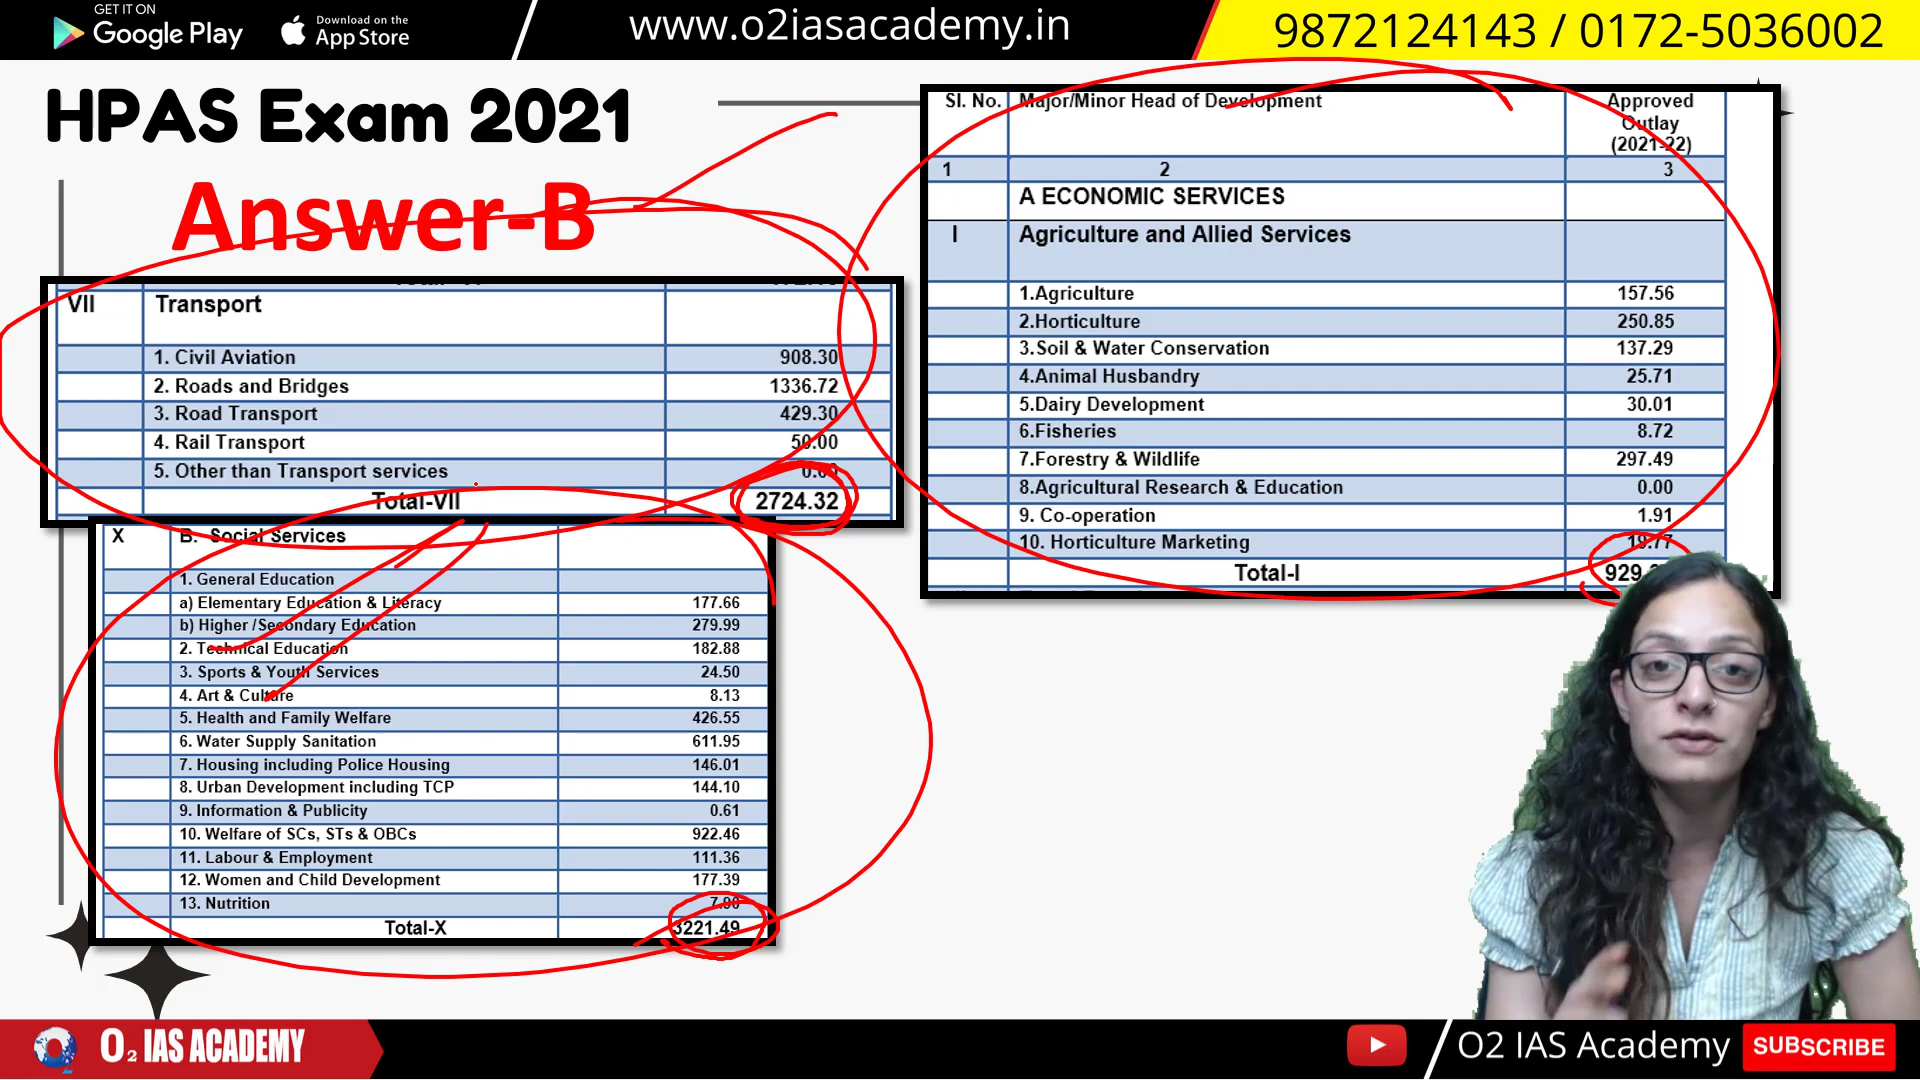 GET IT ON
Google Play
Download on the
App Store
www.o2iasacademy.in
9872124143 / 0172-5036002
HPAS Exam 2021
Answer-B
VII Transport
1. Civil Aviation 908.30
2. Roads and Bridges 1336.72
3. Road Transport 429.30
4. Rail Transport 50.00
5. Other than Transport services
Total-VII 2724.32
X B. Social Services
1. General Education
a) Elementary Education & Literacy 177.66
b) Higher /Secondary Education 279.99
2. Technical Education 182.88
3. Sports & Youth Services 24.50
4. Art & Culture 8.13
5. Health and Family Welfare 426.55
6. Water Supply Sanitation 611.95
7. Housing including Police Housing 146.01
8. Urban Development including TCP 144.10
9. Information & Publicity 0.61
10. Welfare of SCs, STs & OBCs 922.46
11. Labour & Employment 111.36
12. Women and Child Development 177.39
13. Nutrition
Total-X 3221.49
Sl. No. Major/Minor Head of Development Approved
Outlay
(2021-22)
1 2 3
A ECONOMIC SERVICES
I Agriculture and Allied Services
1.Agriculture 157.56
2.Horticulture 250.85
3.Soil & Water Conservation 137.29
4.Animal Husbandry 25.71
5.Dairy Development 30.01
6.Fisheries 8.72
7.Forestry & Wildlife 297.49
8.Agricultural Research & Education 0.00
9. Co-operation 1.91
10. Horticulture Marketing 19.77
Total-I
O2 IAS ACADEMY
O2 IAS Academy
SUBSCRIBE